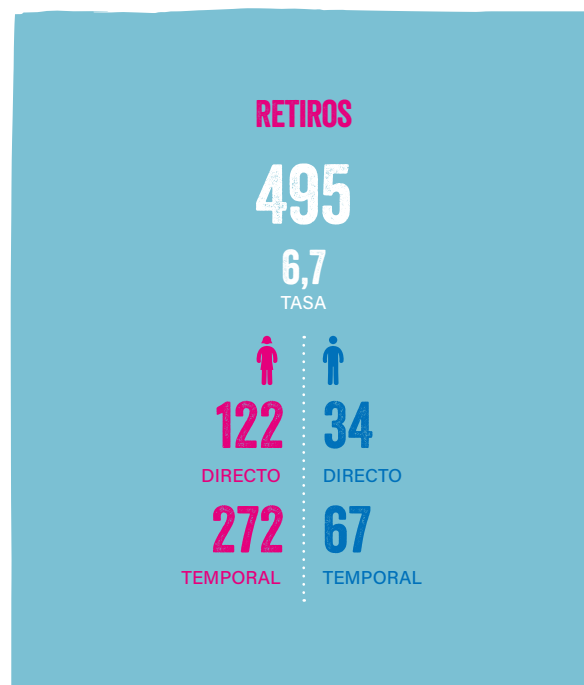 RETIROS
495
6,7
TASA
122 34
DIRECTO DIRECTO
272 67
TEMPORAL TEMPORAL